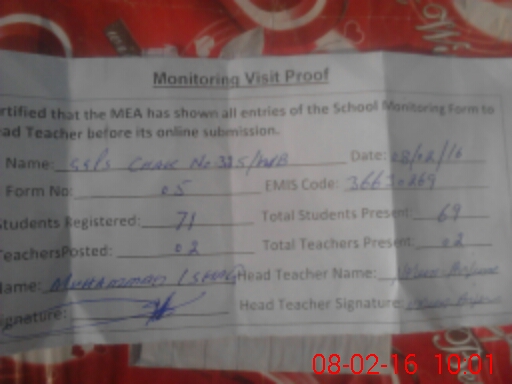 Monitoring Visit Proof
ertified that the MEA has shown all entries of the School Monitoring Form to
ead Teacher before its online submission.
Name: Chak No 335/WB Date: 08/02/16
Form No: 05 EMIS Code: 36630269
Students Registered: 71 Total Students Present: 69
TeachersPosted: 02 Total Teachers Present: 02
Name: Muhammad Head Teacher Name:
ignature: Head Teacher Signature:
08-02-16 10:01